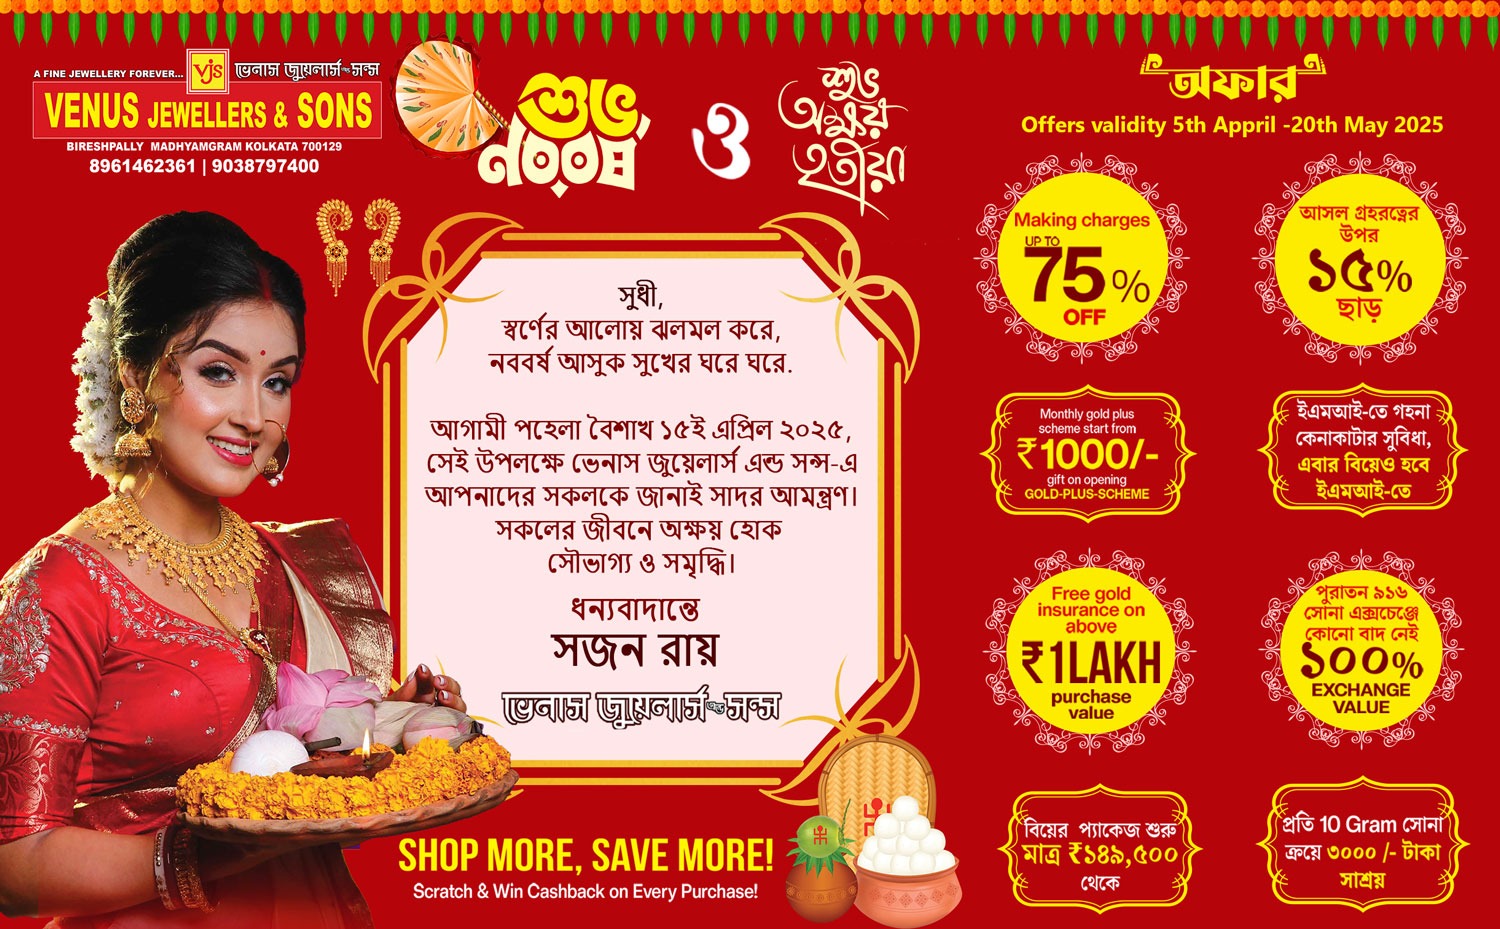 A FINE JEWELLERY FOREVER...
VJS
ভেনাস জুয়েলার্স এন্ড সন্স
VENUS JEWELLERS & SONS
BIRESHPALLY MADHYAMGRAM KOLKATA 700129
8961462361 | 9038797400
শুভ
নববর্ষ
ও
শুভ
অক্ষয়
তৃতীয়া
সুধী,
স্বর্ণের আলোয় ঝলমল করে,
নববর্ষ আসুক সুখের ঘরে ঘরে.
আগামী পহেলা বৈশাখ ১৫ই এপ্রিল ২০২৫,
সেই উপলক্ষে ভেনাস জুয়েলার্স এন্ড সন্স-এ
আপনাদের সকলকে জানাই সাদর আমন্ত্রণ।
সকলের জীবনে অক্ষয় হোক
সৌভাগ্য ও সমৃদ্ধি।
ধন্যবাদান্তে
সজন রায়
ভেনাস জুয়েলার্স এন্ড সন্স
SHOP MORE, SAVE MORE!
Scratch & Win Cashback on Every Purchase!
অফার
Offers validity 5th Appril -20th May 2025
Making charges
UP TO
75%
OFF
আসল গ্রহরত্নের
উপর
১৫%
ছাড়
Monthly gold plus
scheme start from
₹1000/-
gift on opening
GOLD-PLUS-SCHEME
ইএমআই-তে গহনা
কেনাকাটার সুবিধা,
এবার বিয়েও হবে
ইএমআই-তে
Free gold
insurance on
above
₹1LAKH
purchase
value
পুরাতন ৯১৬
সোনা এক্সচেঞ্জে
কোনো বাদ নেই
১০০%
EXCHANGE
VALUE
বিয়ের প্যাকেজ শুরু
মাত্র ₹১৪৯,৫০০
থেকে
প্রতি 10 Gram সোনা
ক্রয়ে ৩০০০ /- টাকা
সাশ্রয়